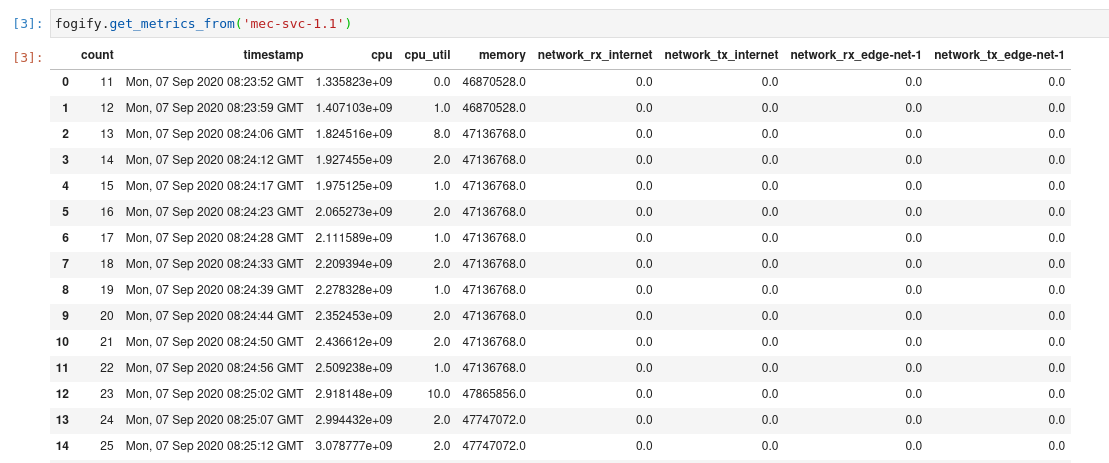 [3]: fogify.get_metrics_from('mec-svc-1.1')
[3]: count timestamp cpu cpu_util memory network_rx_internet network_tx_internet network_rx_edge-net-1 network_tx_edge-net-1
0 11 Mon, 07 Sep 2020 08:23:52 GMT 1.335823e+09 0.0 46870528.0 0.0 0.0 0.0 0.0
1 12 Mon, 07 Sep 2020 08:23:59 GMT 1.407103e+09 1.0 46870528.0 0.0 0.0 0.0 0.0
2 13 Mon, 07 Sep 2020 08:24:06 GMT 1.824516e+09 8.0 47136768.0 0.0 0.0 0.0 0.0
3 14 Mon, 07 Sep 2020 08:24:12 GMT 1.927455e+09 2.0 47136768.0 0.0 0.0 0.0 0.0
4 15 Mon, 07 Sep 2020 08:24:17 GMT 1.975125e+09 1.0 47136768.0 0.0 0.0 0.0 0.0
5 16 Mon, 07 Sep 2020 08:24:23 GMT 2.065273e+09 2.0 47136768.0 0.0 0.0 0.0 0.0
6 17 Mon, 07 Sep 2020 08:24:28 GMT 2.111589e+09 1.0 47136768.0 0.0 0.0 0.0 0.0
7 18 Mon, 07 Sep 2020 08:24:33 GMT 2.209394e+09 2.0 47136768.0 0.0 0.0 0.0 0.0
8 19 Mon, 07 Sep 2020 08:24:39 GMT 2.278328e+09 1.0 47136768.0 0.0 0.0 0.0 0.0
9 20 Mon, 07 Sep 2020 08:24:44 GMT 2.352453e+09 2.0 47136768.0 0.0 0.0 0.0 0.0
10 21 Mon, 07 Sep 2020 08:24:50 GMT 2.436612e+09 2.0 47136768.0 0.0 0.0 0.0 0.0
11 22 Mon, 07 Sep 2020 08:24:56 GMT 2.509238e+09 1.0 47136768.0 0.0 0.0 0.0 0.0
12 23 Mon, 07 Sep 2020 08:25:02 GMT 2.918148e+09 10.0 47865856.0 0.0 0.0 0.0 0.0
13 24 Mon, 07 Sep 2020 08:25:07 GMT 2.994432e+09 2.0 47747072.0 0.0 0.0 0.0 0.0
14 25 Mon, 07 Sep 2020 08:25:12 GMT 3.078777e+09 2.0 47747072.0 0.0 0.0 0.0 0.0